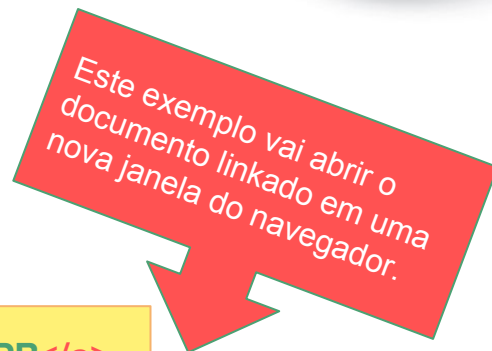 Este exemplo vai abrir o
documento linkado em uma
nova janela do navegador.
</a>